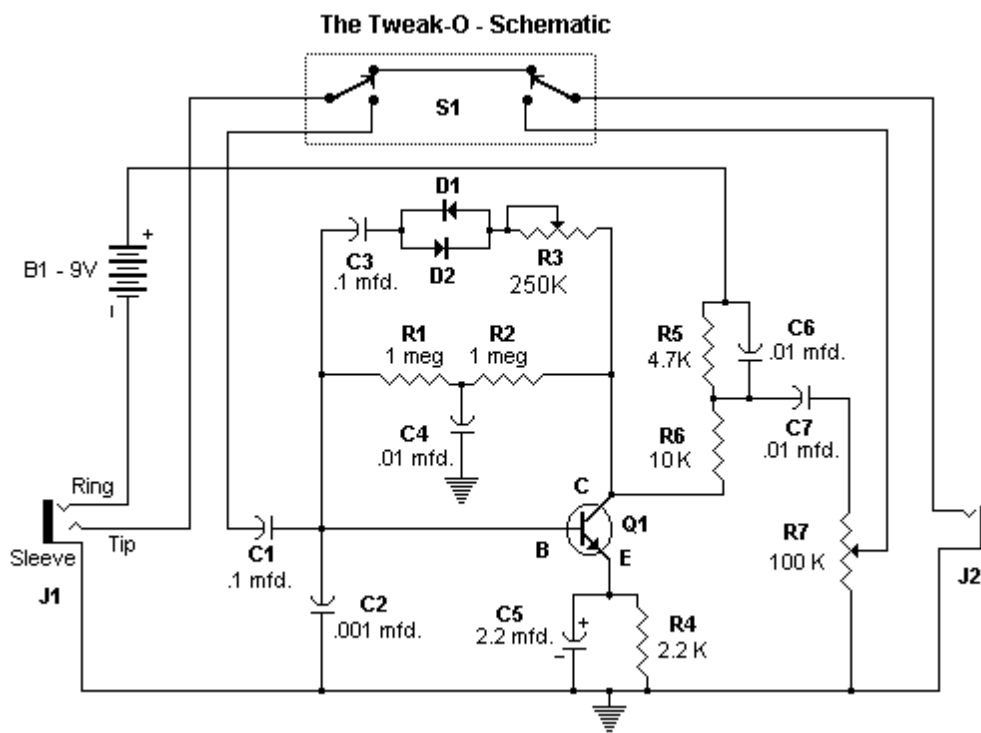 The Tweak-O - Schematic
S1
D1
+
B1 - 9V
D2
C3
.1 mfd.
R3
250K
R1
1 meg
R2
1 meg
R5
4.7K
C6
.01 mfd.
C4
.01 mfd.
R6
10K
C7
.01 mfd.
Ring
Tip
Sleeve
J1
C
Q1
B
E
C1
.1 mfd.
R7
100 K
J2
C2
.001 mfd.
C5
2.2 mfd.
+
–
R4
2.2 K